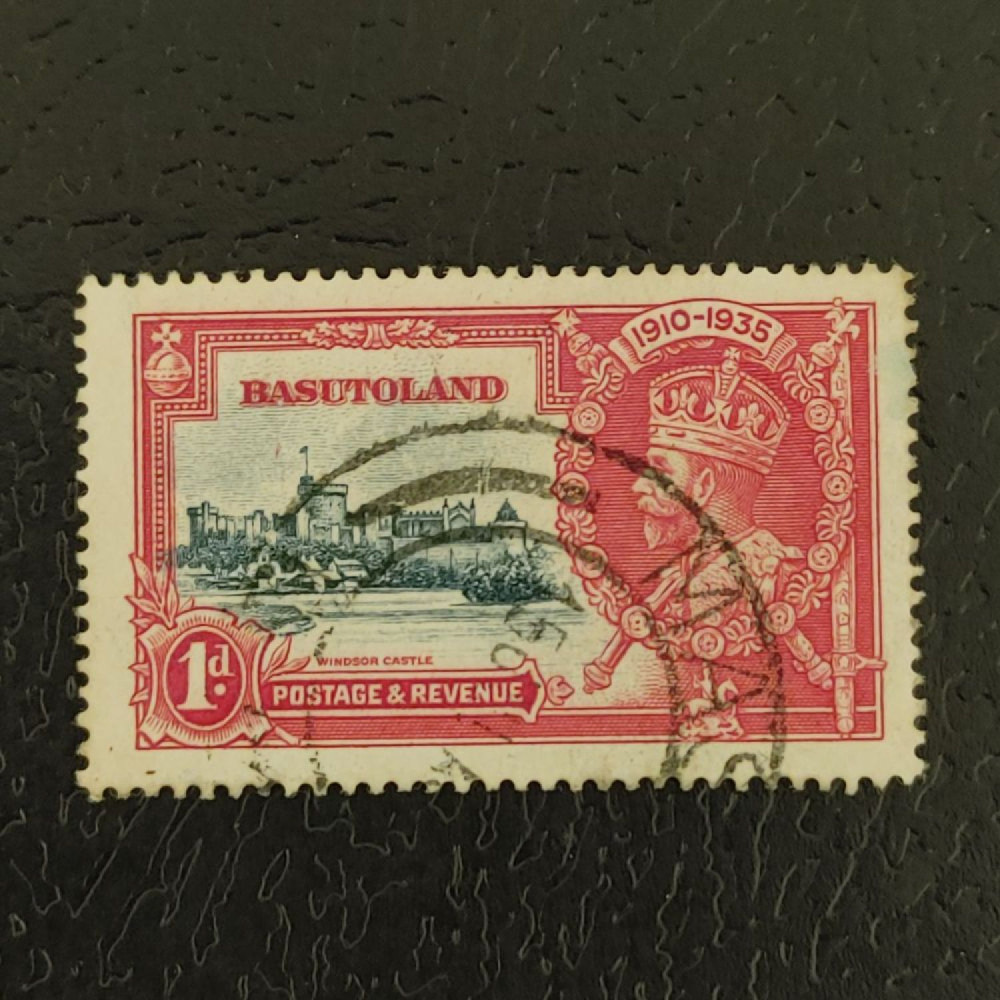 1910-1935
BASUTOLAND
WINDSOR CASTLE
1d
POSTAGE & REVENUE